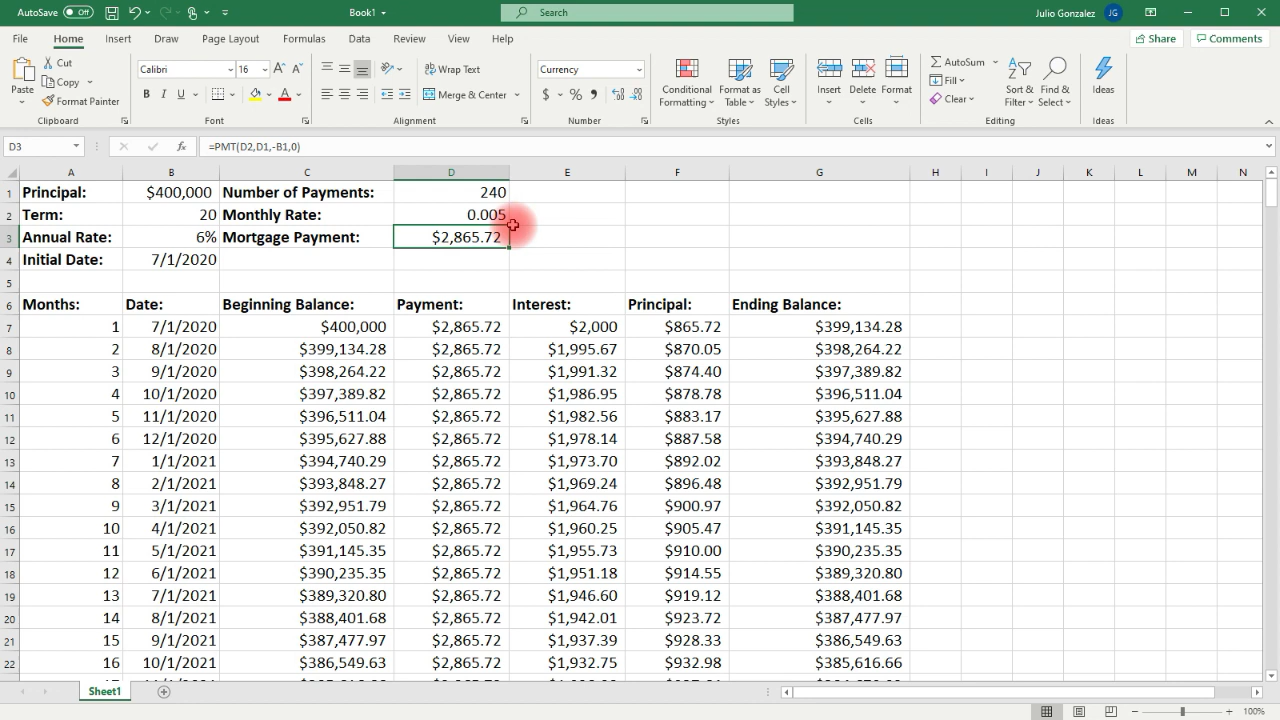 AutoSave Off Book1 Search Julio Gonzalez JG
File Home Insert Draw Page Layout Formulas Data Review View Help Share Comments
Paste Cut Copy Format Painter Clipboard
Calibri 16 A A B I U A Font
Wrap Text Merge & Center Alignment
Currency $ % , Number
Conditional Formatting Format as Table Cell Styles Styles
Insert Delete Format Cells
AutoSum Fill Clear Sort & Filter Find & Select Editing
Ideas Ideas
D3 fx =PMT(D2,D1,-B1,0)
A B C D E F G H I J K L M N
1 Principal: $400,000 Number of Payments: 240
2 Term: 20 Monthly Rate: 0.005
3 Annual Rate: 6% Mortgage Payment: $2,865.72
4 Initial Date: 7/1/2020
5
6 Months: Date: Beginning Balance: Payment: Interest: Principal: Ending Balance:
7 1 7/1/2020 $400,000 $2,865.72 $2,000 $865.72 $399,134.28
8 2 8/1/2020 $399,134.28 $2,865.72 $1,995.67 $870.05 $398,264.22
9 3 9/1/2020 $398,264.22 $2,865.72 $1,991.32 $874.40 $397,389.82
10 4 10/1/2020 $397,389.82 $2,865.72 $1,986.95 $878.78 $396,511.04
11 5 11/1/2020 $396,511.04 $2,865.72 $1,982.56 $883.17 $395,627.88
12 6 12/1/2020 $395,627.88 $2,865.72 $1,978.14 $887.58 $394,740.29
13 7 1/1/2021 $394,740.29 $2,865.72 $1,973.70 $892.02 $393,848.27
14 8 2/1/2021 $393,848.27 $2,865.72 $1,969.24 $896.48 $392,951.79
15 9 3/1/2021 $392,951.79 $2,865.72 $1,964.76 $900.97 $392,050.82
16 10 4/1/2021 $392,050.82 $2,865.72 $1,960.25 $905.47 $391,145.35
17 11 5/1/2021 $391,145.35 $2,865.72 $1,955.73 $910.00 $390,235.35
18 12 6/1/2021 $390,235.35 $2,865.72 $1,951.18 $914.55 $389,320.80
19 13 7/1/2021 $389,320.80 $2,865.72 $1,946.60 $919.12 $388,401.68
20 14 8/1/2021 $388,401.68 $2,865.72 $1,942.01 $923.72 $387,477.97
21 15 9/1/2021 $387,477.97 $2,865.72 $1,937.39 $928.33 $386,549.63
22 16 10/1/2021 $386,549.63 $2,865.72 $1,932.75 $932.98 $385,616.66
Sheet1
100%